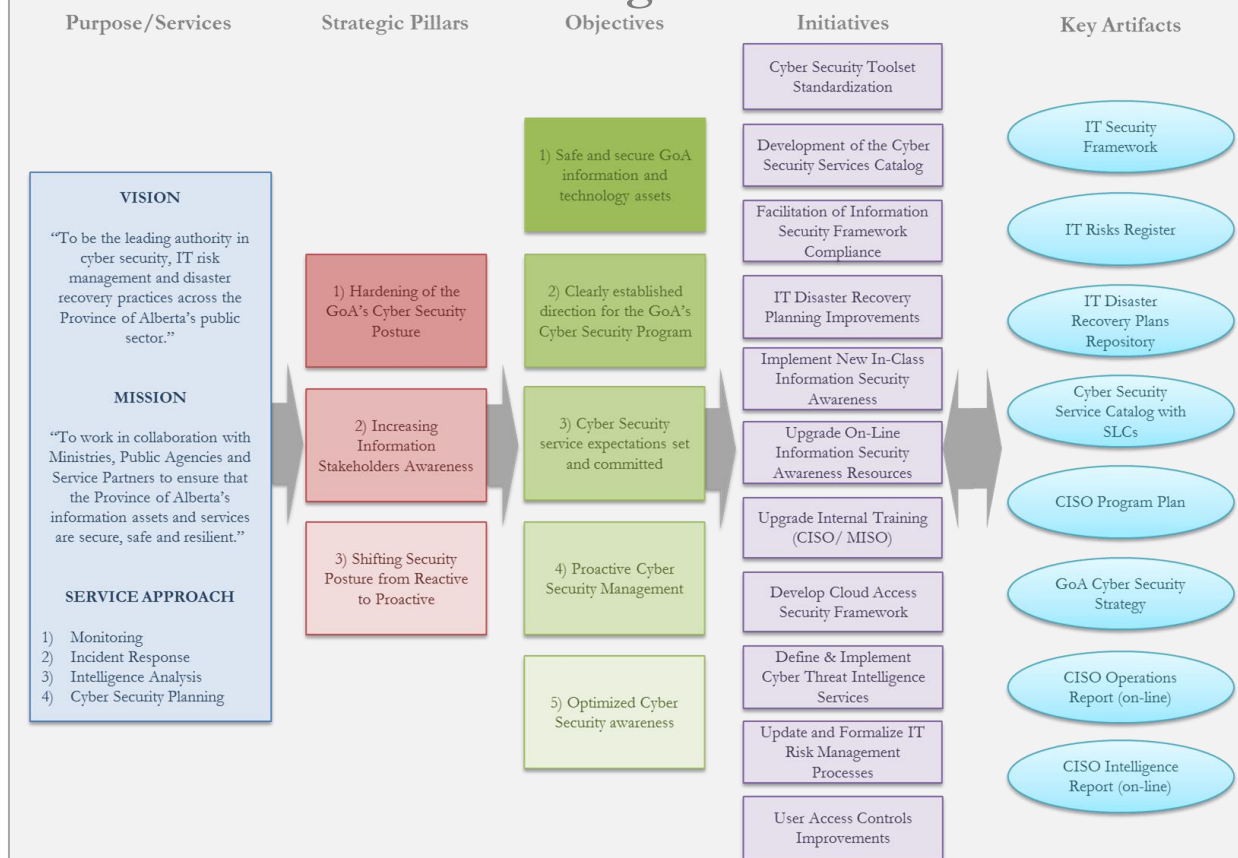 Purpose/Services
Strategic Pillars
Objectives
Initiatives
Key Artifacts
VISION
“To be the leading authority in
cyber security, IT risk
management and disaster
recovery practices across the
Province of Alberta’s public
sector.”
MISSION
“To work in collaboration with
Ministries, Public Agencies and
Service Partners to ensure that
the Province of Alberta’s
information assets and services
are secure, safe and resilient.”
SERVICE APPROACH
1) Monitoring
2) Incident Response
3) Intelligence Analysis
4) Cyber Security Planning
1) Hardening of the
GoA’s Cyber Security
Posture
2) Increasing
Information
Stakeholders Awareness
3) Shifting Security
Posture from Reactive
to Proactive
1) Safe and secure GoA
information and
technology assets
2) Clearly established
direction for the GoA’s
Cyber Security Program
3) Cyber Security
service expectations set
and committed
4) Proactive Cyber
Security Management
5) Optimized Cyber
Security awareness
Cyber Security Toolset
Standardization
Development of the Cyber
Security Services Catalog
Facilitation of Information
Security Framework
Compliance
IT Disaster Recovery
Planning Improvements
Implement New In-Class
Information Security
Awareness
Upgrade On-Line
Information Security
Awareness Resources
Upgrade Internal Training
(CISO/ MISO)
Develop Cloud Access
Security Framework
Define & Implement
Cyber Threat Intelligence
Services
Update and Formalize IT
Risk Management
Processes
User Access Controls
Improvements
IT Security
Framework
IT Risks Register
IT Disaster
Recovery Plans
Repository
Cyber Security
Service Catalog with
SLCs
CISO Program Plan
GoA Cyber Security
Strategy
CISO Operations
Report (on-line)
CISO Intelligence
Report (on-line)